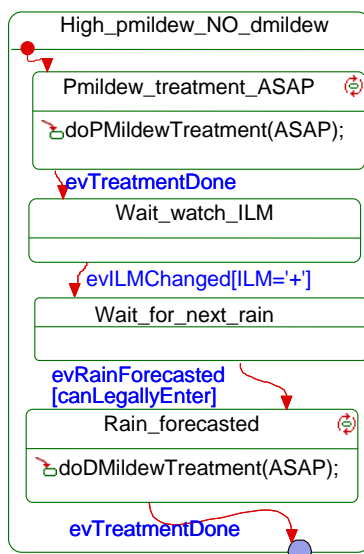 High_pmildew_NO_dmildew
Pmildew_treatment_ASAP
doPMildewTreatment(ASAP);
evTreatmentDone
Wait_watch_ILM
evILMChanged[ILM='+']
Wait_for_next_rain
evRainForecasted
[canLegallyEnter]
Rain_forecasted
doDMildewTreatment(ASAP);
evTreatmentDone